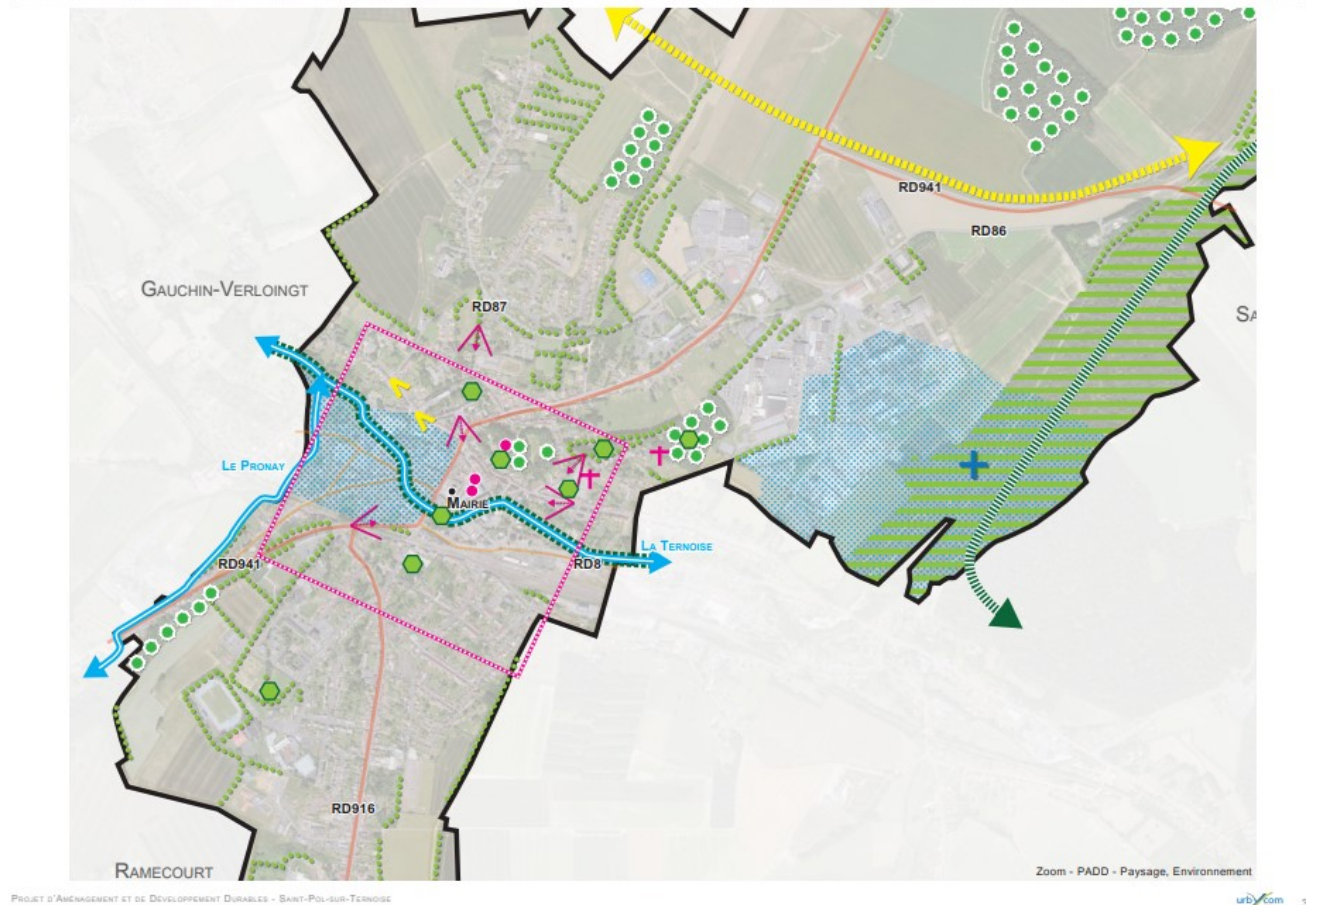 RD941
RD86
GAUCHIN-VERLOINGT
RD87
SA
LE PRONAY
MAIRIE
LA TERNOISE
RD941
RD8
RD916
RAMECOURT
Zoom - PADD - Paysage, Environnement
PROJET D'AMÉNAGEMENT ET DE DÉVELOPPEMENT DURABLES - SAINT-POL-SUR-TERNOISE
urbycom